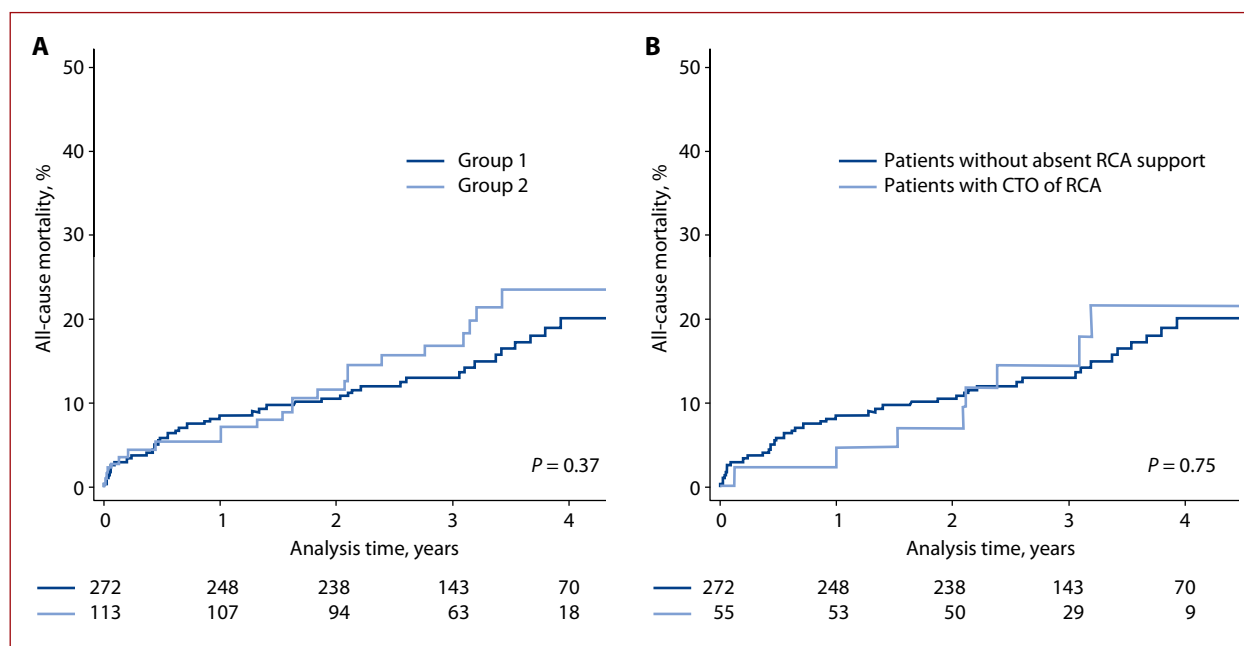 A
50
40
30
20
10
0
All-cause mortality, %
Group 1
Group 2
P = 0.37
0 1 2 3 4
Analysis time, years
272 248 238 143 70
113 107 94 63 18
B
50
40
30
20
10
0
All-cause mortality, %
Patients without absent RCA support
Patients with CTO of RCA
P = 0.75
0 1 2 3 4
Analysis time, years
272 248 238 143 70
55 53 50 29 9